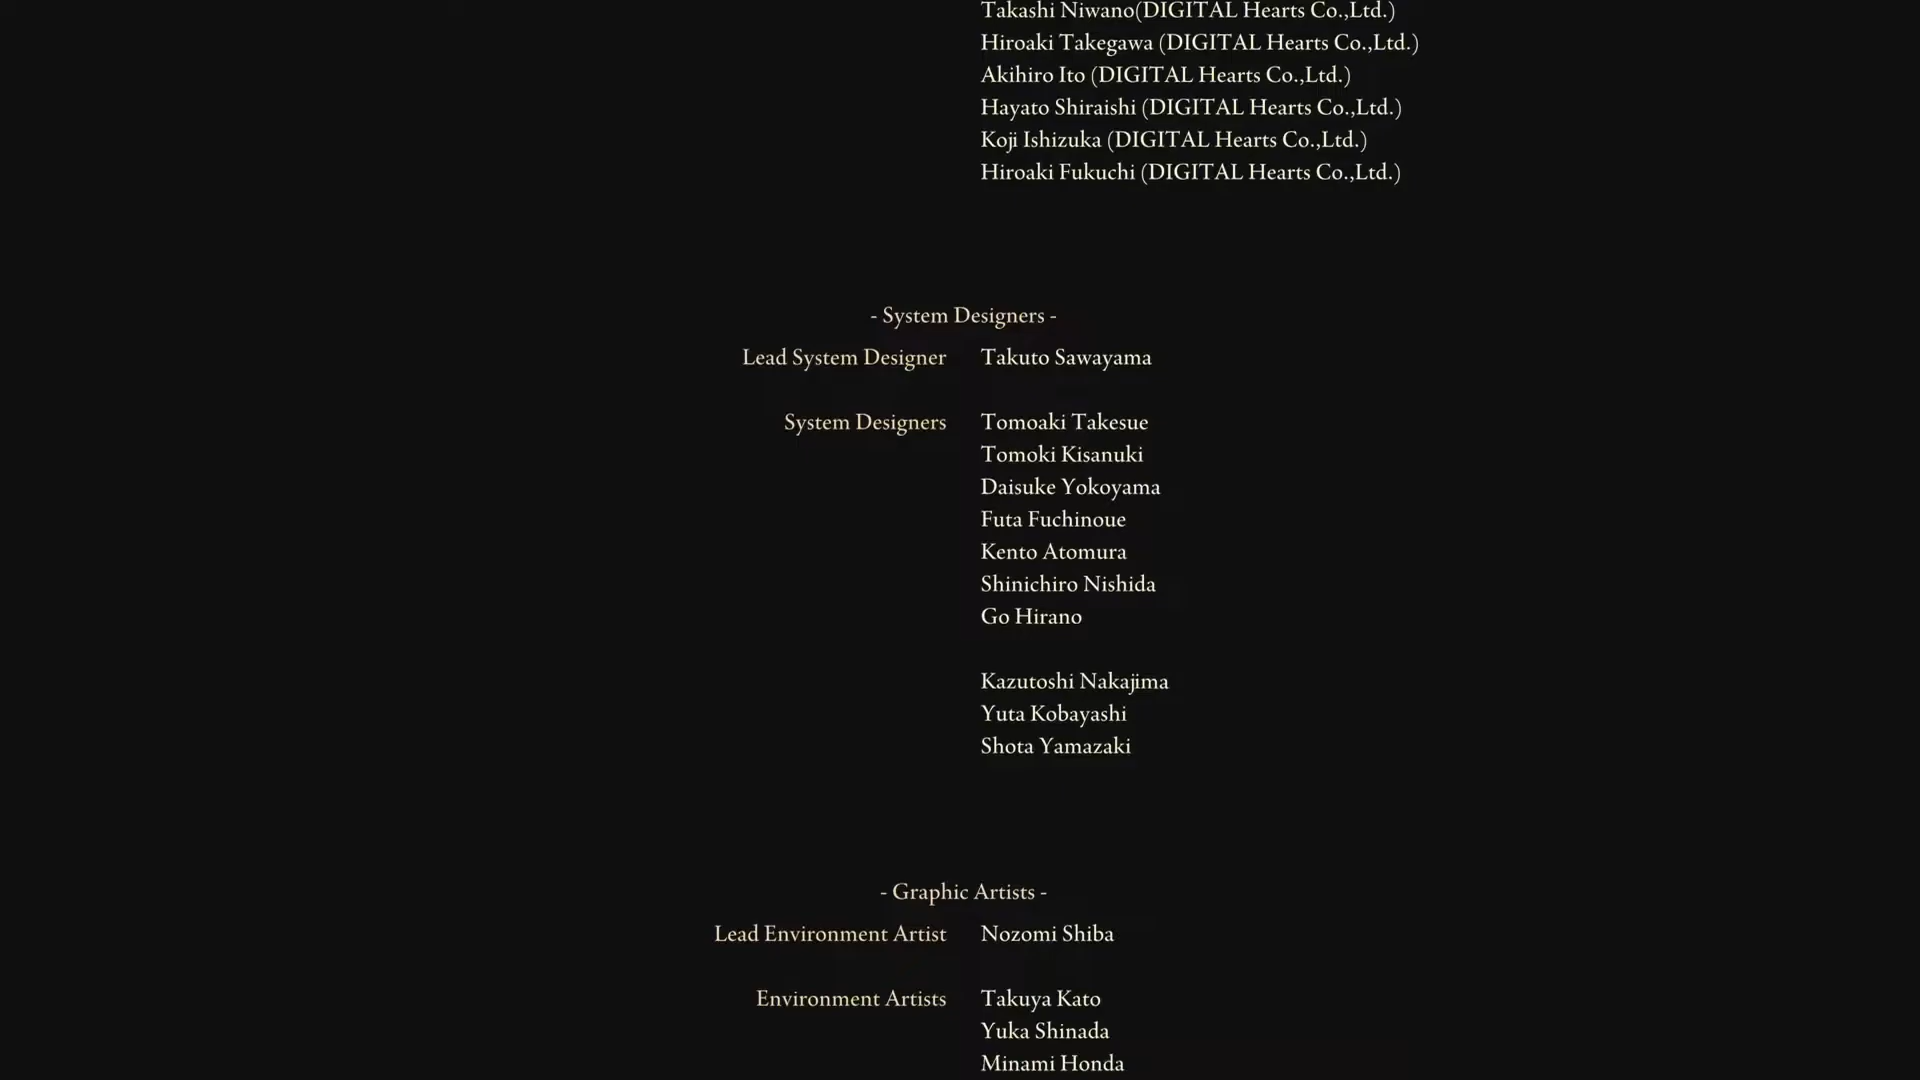 Takashi Niwano(DIGITAL Hearts Co.,Ltd.)
Hiroaki Takegawa (DIGITAL Hearts Co.,Ltd.)
Akihiro Ito (DIGITAL Hearts Co.,Ltd.)
Hayato Shiraishi (DIGITAL Hearts Co.,Ltd.)
Koji Ishizuka (DIGITAL Hearts Co.,Ltd.)
Hiroaki Fukuchi (DIGITAL Hearts Co.,Ltd.)
- System Designers -
Lead System Designer Takuto Sawayama
System Designers Tomoaki Takesue
Tomoki Kisanuki
Daisuke Yokoyama
Futa Fuchinoue
Kento Atomura
Shinichiro Nishida
Go Hirano
Kazutoshi Nakajima
Yuta Kobayashi
Shota Yamazaki
- Graphic Artists -
Lead Environment Artist Nozomi Shiba
Environment Artists Takuya Kato
Yuka Shinada
Minami Honda